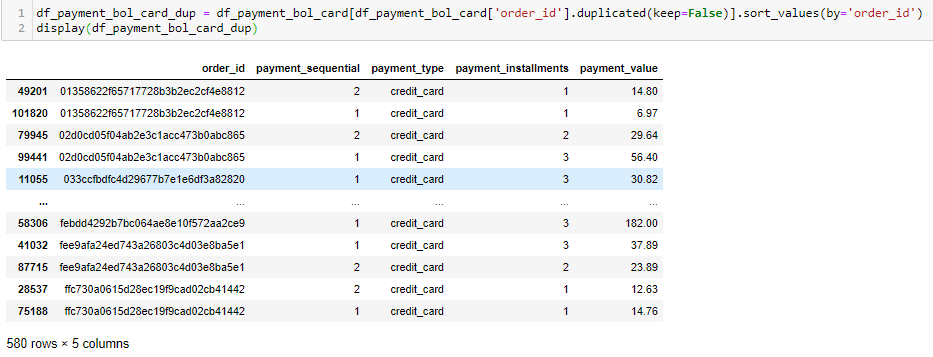 1 df_payment_bol_card_dup = df_payment_bol_card[df_payment_bol_card['order_id'].duplicated(keep=False)].sort_values(by='order_id')
2 display(df_payment_bol_card_dup)
order_id payment_sequential payment_type payment_installments payment_value
49201 01358622f65717728b3b2ec2cf4e8812 2 credit_card 1 14.80
101820 01358622f65717728b3b2ec2cf4e8812 1 credit_card 1 6.97
79945 02d0cd05f04ab2e3c1acc473b0abc865 2 credit_card 2 29.64
99441 02d0cd05f04ab2e3c1acc473b0abc865 1 credit_card 3 56.40
11055 033ccfbdfc4d29677b7e1e6df3a82820 1 credit_card 3 30.82
... ... ... ... ... ...
58306 febdd4292b7bc064ae8e10f572aa2ce9 1 credit_card 3 182.00
41032 fee9afa24ed743a26803c4d03e8ba5e1 1 credit_card 3 37.89
87715 fee9afa24ed743a26803c4d03e8ba5e1 2 credit_card 2 23.89
28537 ffc730a0615d28ec19f9cad02cb41442 2 credit_card 1 12.63
75188 ffc730a0615d28ec19f9cad02cb41442 1 credit_card 1 14.76
580 rows × 5 columns